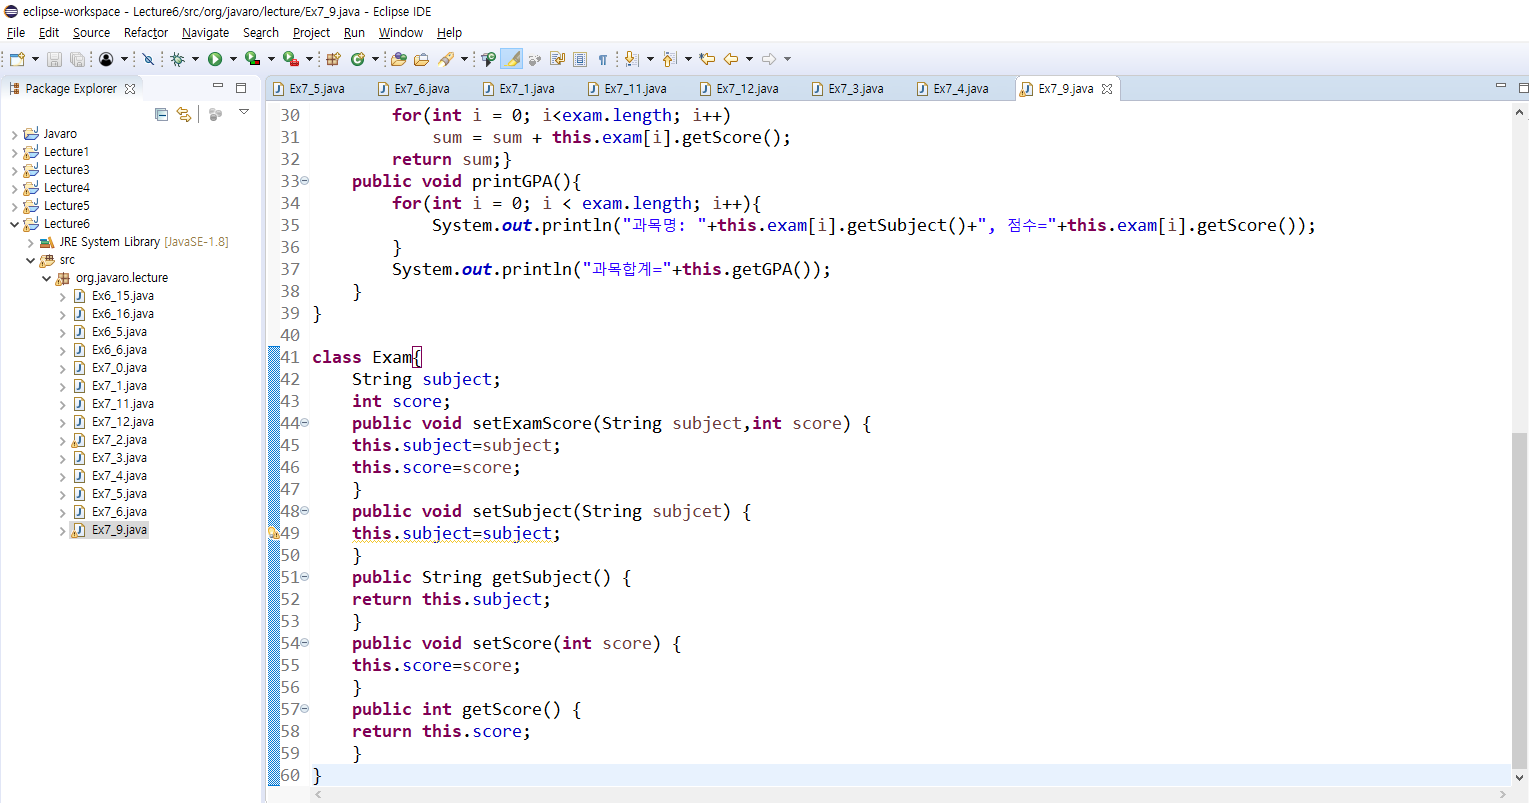 eclipse-workspace - Lecture6/src/org/javaro/lecture/Ex7_9.java - Eclipse IDE
File Edit Source Refactor Navigate Search Project Run Window Help
Package Explorer
Ex7_5.java Ex7_6.java Ex7_1.java Ex7_11.java Ex7_12.java Ex7_3.java Ex7_4.java Ex7_9.java
Javaro
Lecture1
Lecture3
Lecture4
Lecture5
Lecture6
JRE System Library [JavaSE-1.8]
src
org.javaro.lecture
Ex6_15.java
Ex6_16.java
Ex6_5.java
Ex6_6.java
Ex7_0.java
Ex7_1.java
Ex7_11.java
Ex7_12.java
Ex7_2.java
Ex7_3.java
Ex7_4.java
Ex7_5.java
Ex7_6.java
Ex7_9.java
30 for(int i = 0; i<exam.length; i++)
31 sum = sum + this.exam[i].getScore();
32 return sum;}
33 public void printGPA(){
34 for(int i = 0; i < exam.length; i++){
35 System.out.println("과목명: "+this.exam[i].getSubject()+", 점수="+this.exam[i].getScore());
36 }
37 System.out.println("과목합계="+this.getGPA());
38 }
39 }
40
41 class Exam{
42 String subject;
43 int score;
44 public void setExamScore(String subject,int score) {
45 this.subject=subject;
46 this.score=score;
47 }
48 public void setSubject(String subjcet) {
49 this.subject=subject;
50 }
51 public String getSubject() {
52 return this.subject;
53 }
54 public void setScore(int score) {
55 this.score=score;
56 }
57 public int getScore() {
58 return this.score;
59 }
60 }